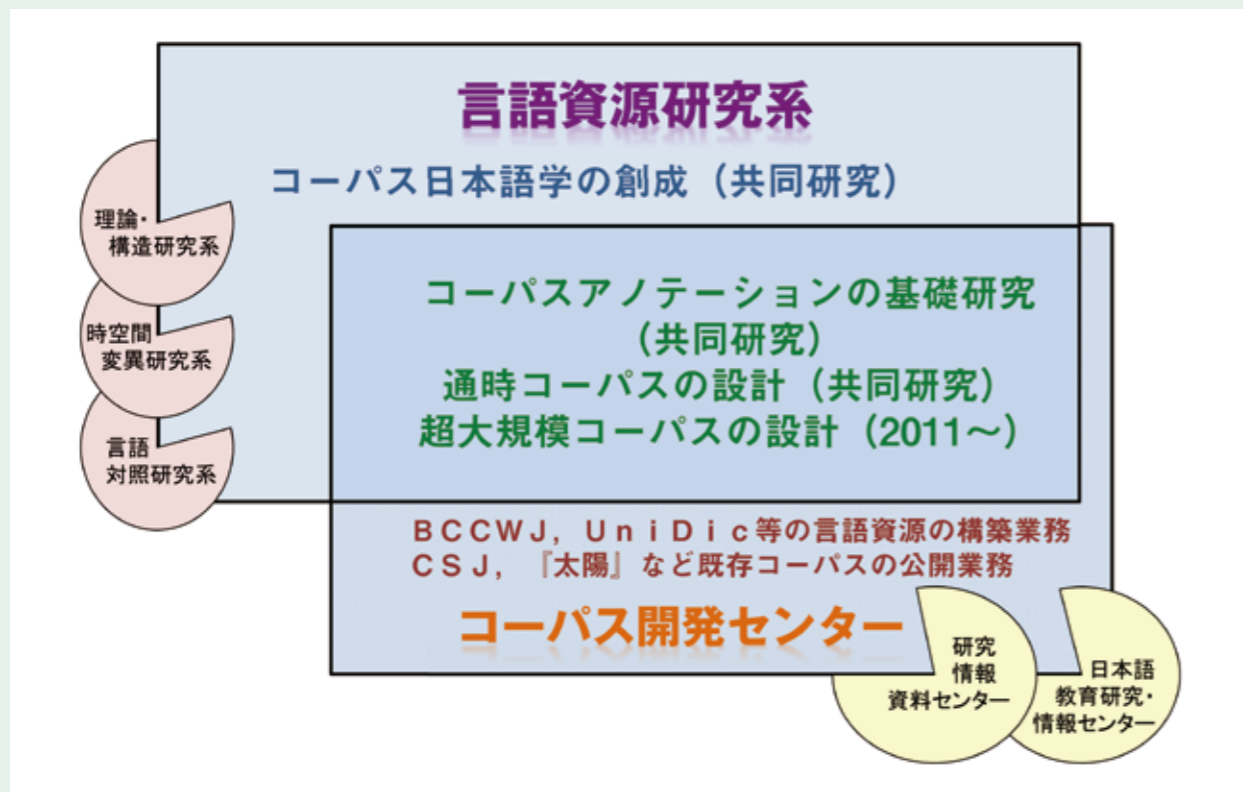 言語資源研究系
コーパス日本語学の創成（共同研究）
理論・
構造研究系
時空間
変異研究系
言語
対照研究系
コーパスアノテーションの基礎研究
（共同研究）
通時コーパスの設計（共同研究）
超大規模コーパスの設計（2011～）
ＢＣＣＷＪ，ＵｎｉＤｉｃ等の言語資源の構築業務
ＣＳＪ，『太陽』など既存コーパスの公開業務
コーパス開発センター
研究
情報
資料センター
日本語
教育研究・
情報センター